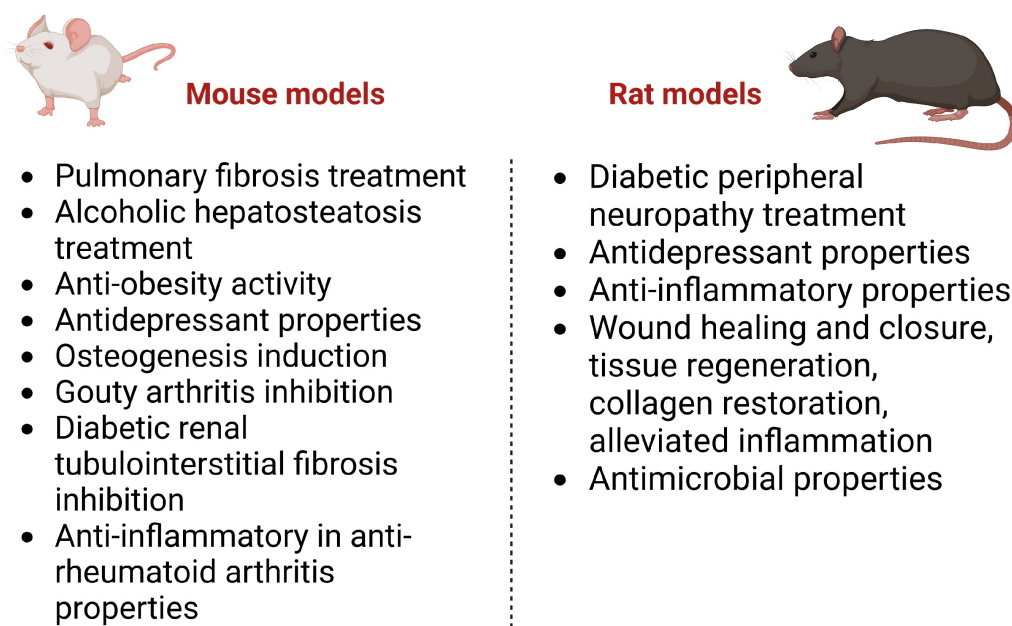 Mouse models
• Pulmonary fibrosis treatment
• Alcoholic hepatosteatosis
treatment
• Anti-obesity activity
• Antidepressant properties
• Osteogenesis induction
• Gouty arthritis inhibition
• Diabetic renal
tubulointerstitial fibrosis
inhibition
• Anti-inflammatory in anti-
rheumatoid arthritis
properties
Rat models
• Diabetic peripheral
neuropathy treatment
• Antidepressant properties
• Anti-inflammatory properties
• Wound healing and closure,
tissue regeneration,
collagen restoration,
alleviated inflammation
• Antimicrobial properties